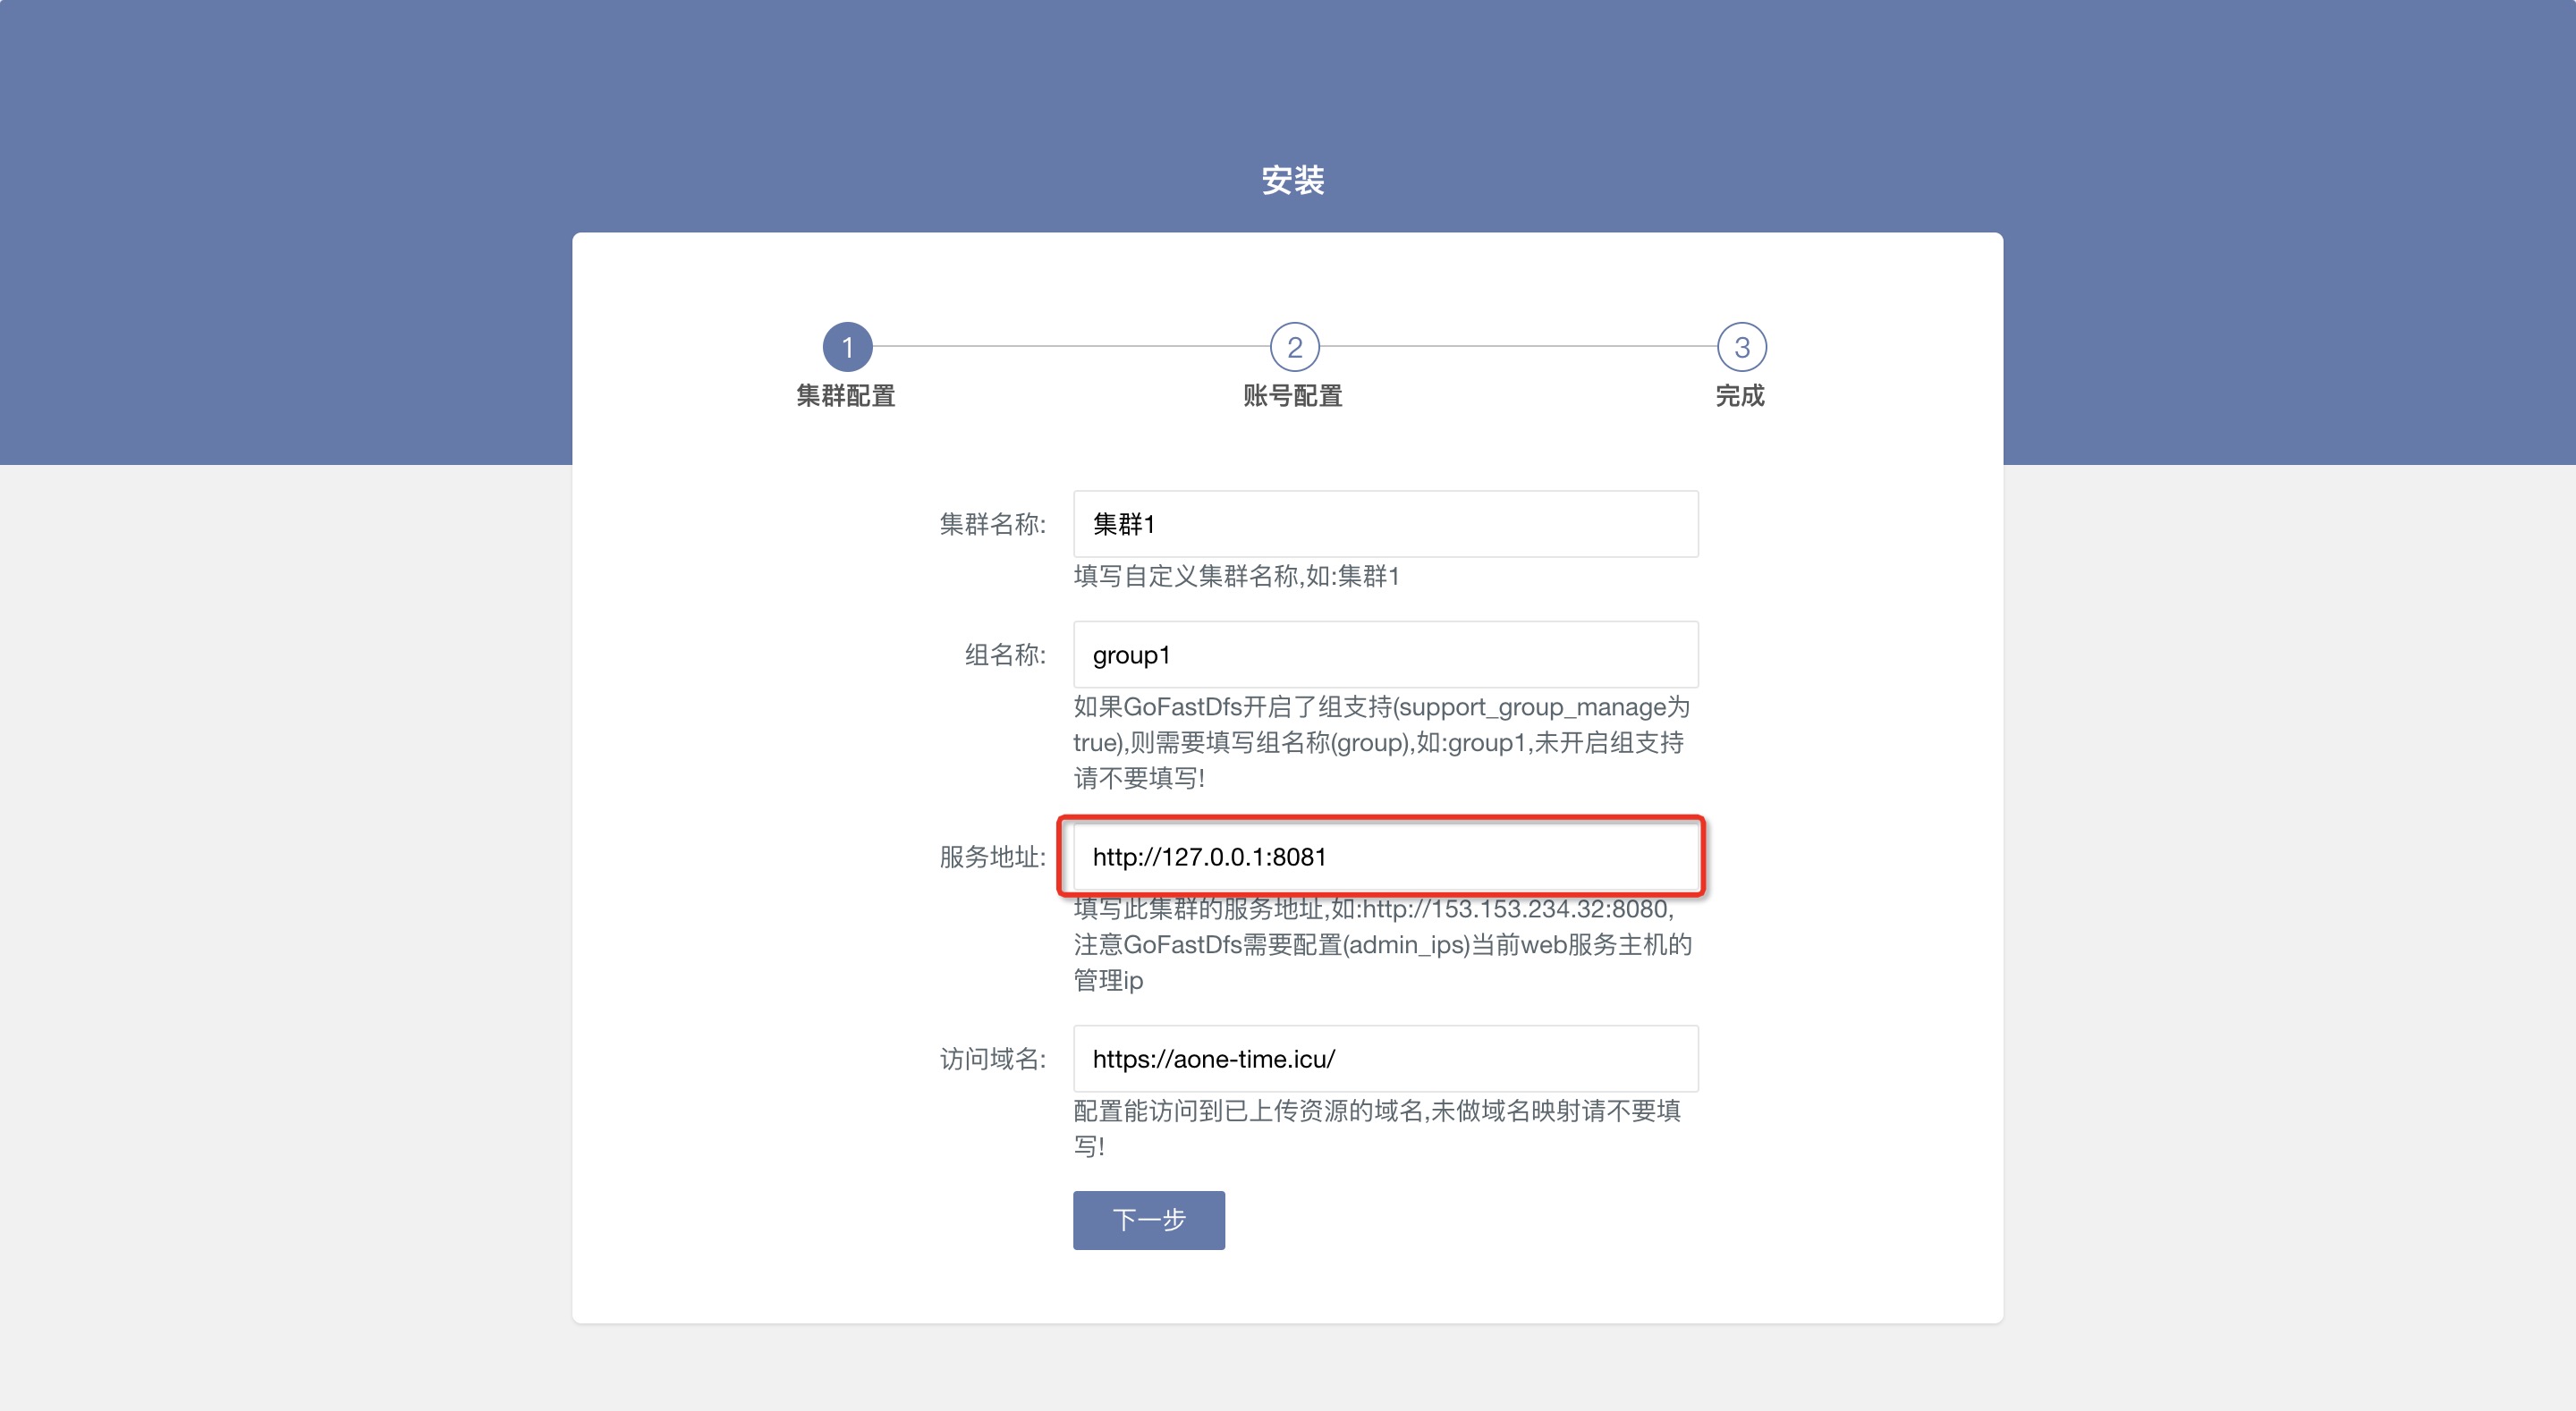 安装
1
2
3
集群配置
账号配置
完成
集群名称:
集群1
填写自定义集群名称,如:集群1
组名称:
group1
如果GoFastDfs开启了组支持(support_group_manage为
true),则需要填写组名称(group),如:group1,未开启组支持
请不要填写!
服务地址:
http://127.0.0.1:8081
填写此集群的服务地址,如:http://153.153.234.32:8080,
注意GoFastDfs需要配置(admin_ips)当前web服务主机的
管理ip
访问域名:
https://aone-time.icu/
配置能访问到已上传资源的域名,未做域名映射请不要填
写!
下一步